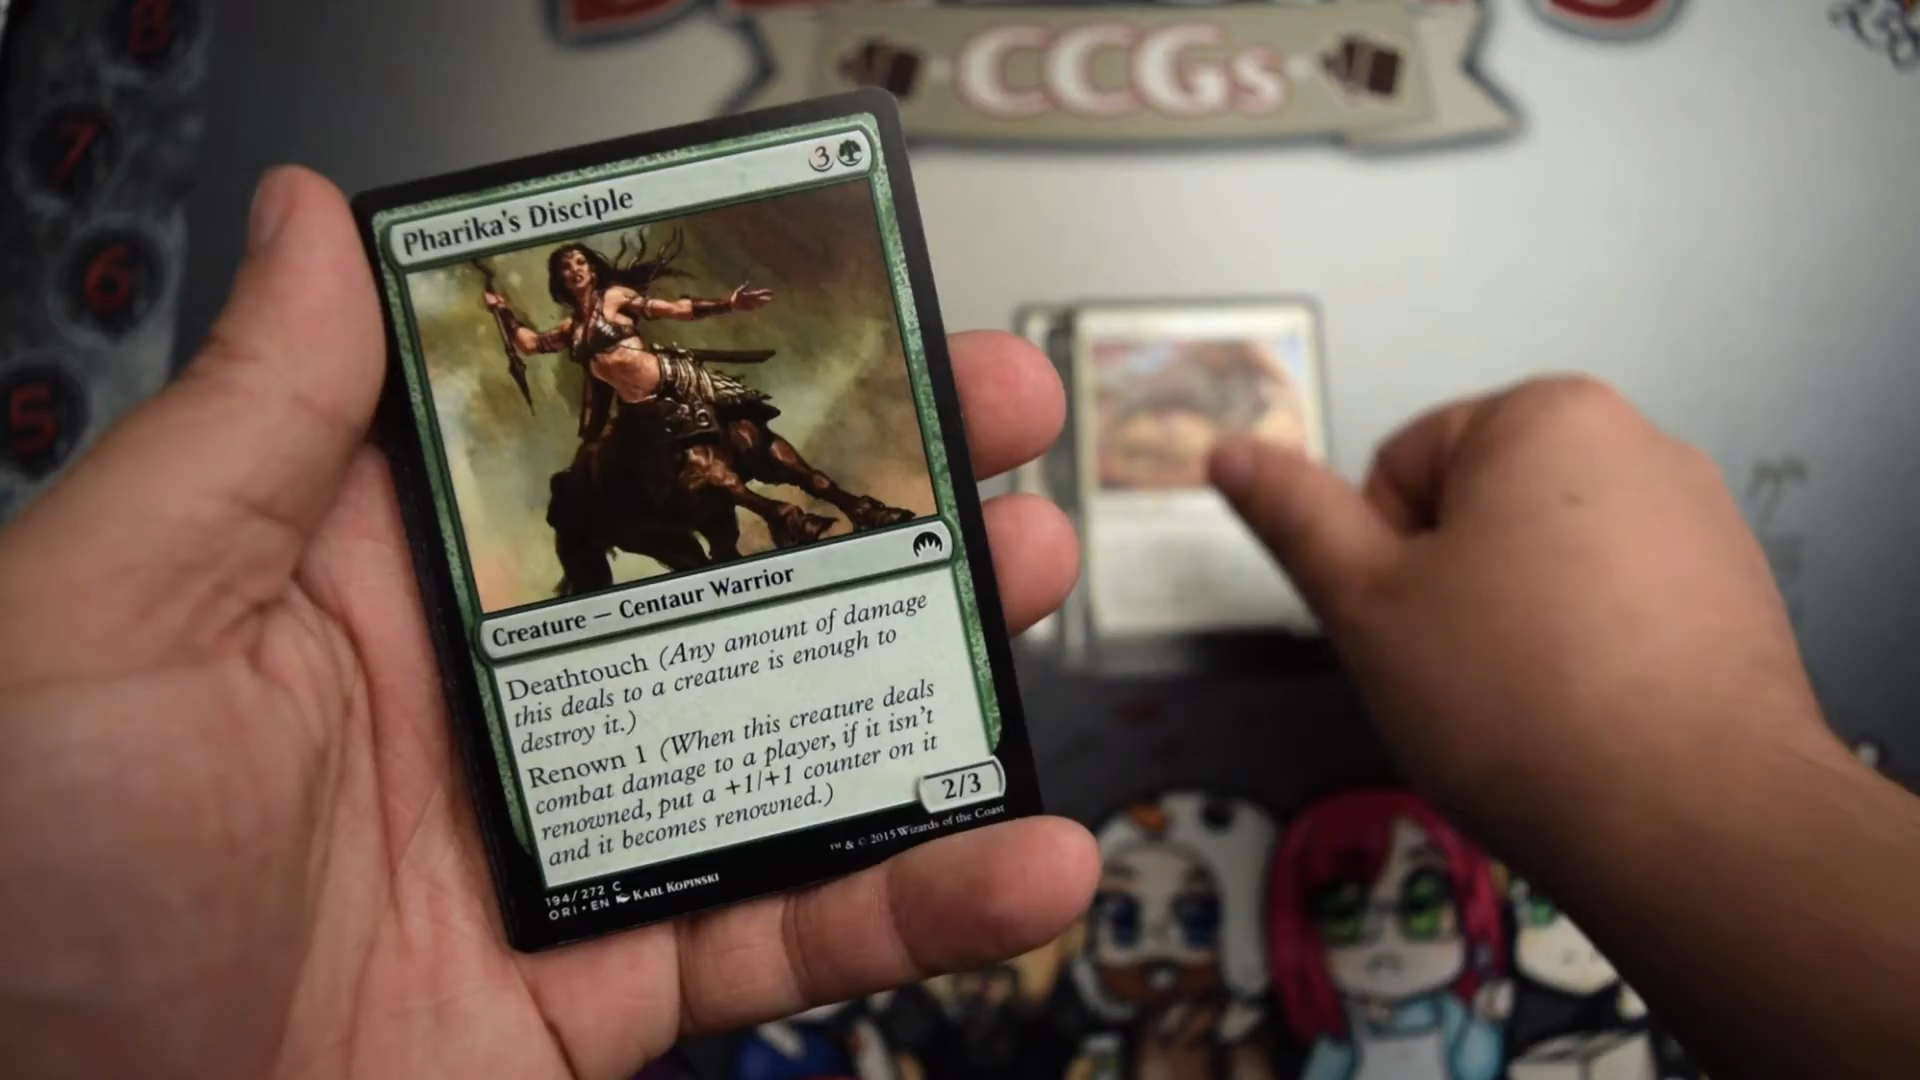 CCGs
8
7
6
5
Pharika's Disciple
3
Creature — Centaur Warrior
Deathtouch (Any amount of damage
this deals to a creature is enough to
destroy it.)
Renown 1 (When this creature deals
combat damage to a player, if it isn't
renowned, put a +1/+1 counter on it
and it becomes renowned.)
2/3
™ & © 2015 Wizards of the Coast
194/272 C
ORI • EN Karl Kopinski